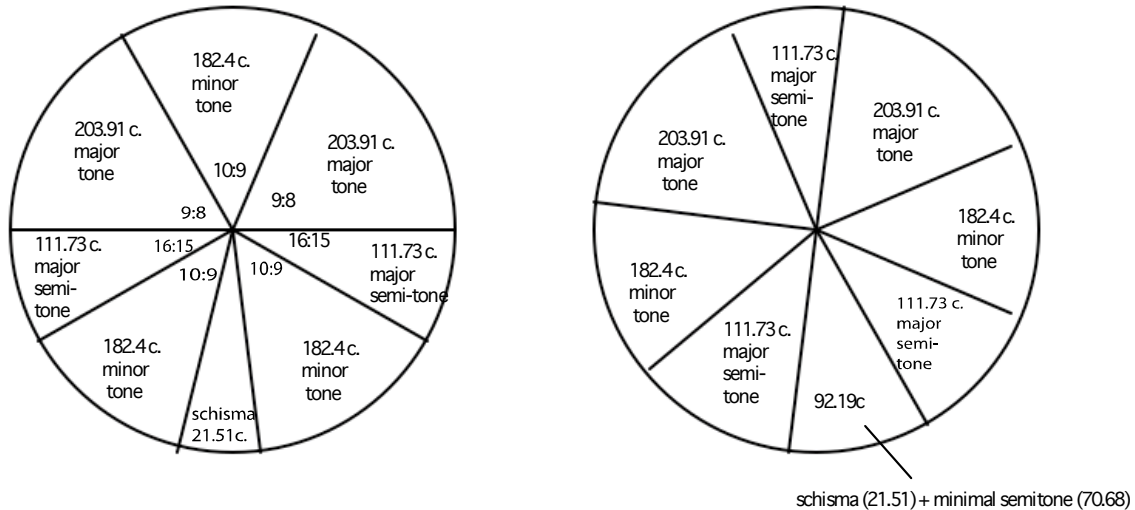 182.4 c.
minor
tone
203.91 c.
major
tone
203.91 c.
major
tone
10:9
9:8
9:8
111.73 c.
major
semi-
tone
16:15
10:9
10:9
16:15
111.73 c.
major
semi-tone
182.4 c.
minor
tone
182.4 c.
minor
tone
schisma
21.51c.
111.73 c.
major
semi-
tone
203.91 c.
major
tone
203.91 c.
major
tone
182.4 c.
minor
tone
182.4 c.
minor
tone
111.73 c.
major
semi-
tone
111.73 c.
major
semi-
tone
92.19c
schisma (21.51) + minimal semitone (70.68)